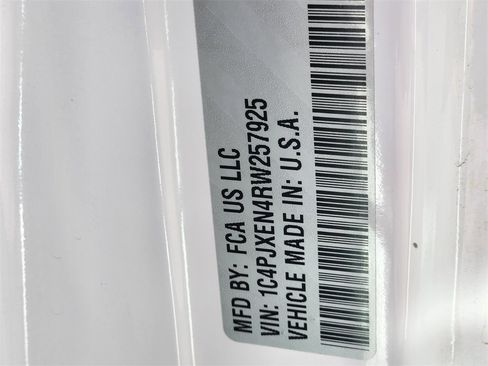 MFD BY: FCA US LLC
VIN: 1C4PJXEN4RW257925
VEHICLE MADE IN: U.S.A.